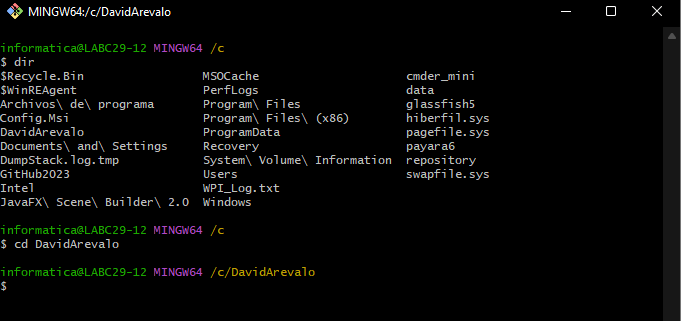 MINGW64:/c/DavidArevalo
informatica@LABC29-12 MINGW64 /c
$ dir
$Recycle.Bin MSOCache cmder_mini
$WinREAgent PerfLogs data
Archivos\ de\ programa Program\ Files glassfish5
Config.Msi Program\ Files\ (x86) hiberfil.sys
DavidArevalo ProgramData pagefile.sys
Documents\ and\ Settings Recovery payara6
DumpStack.log.tmp System\ Volume\ Information repository
GitHub2023 Users swapfile.sys
Intel WPI_Log.txt
JavaFX\ Scene\ Builder\ 2.0 Windows
informatica@LABC29-12 MINGW64 /c
$ cd DavidArevalo
informatica@LABC29-12 MINGW64 /c/DavidArevalo
$